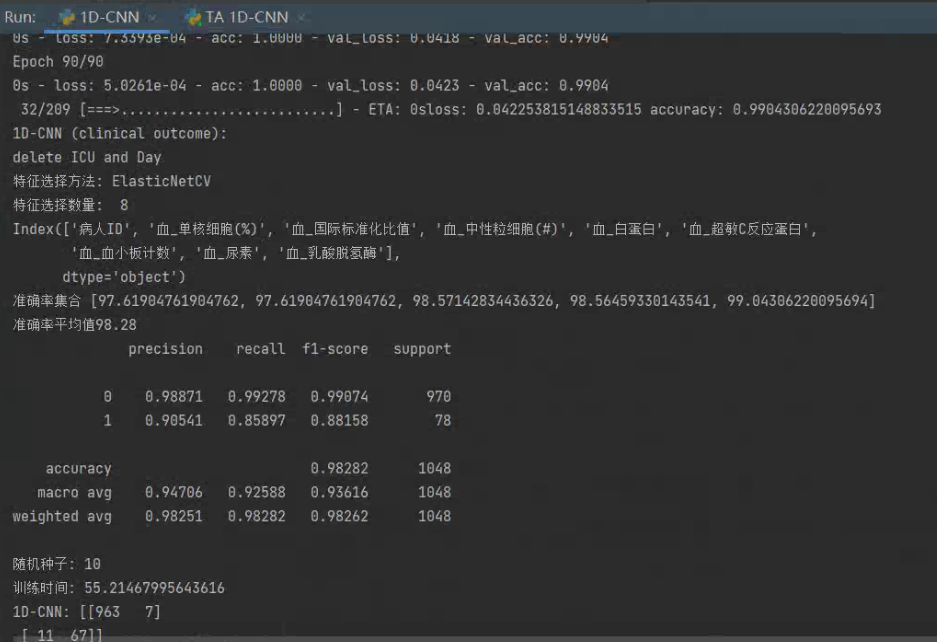 Run: 1D-CNN × TA 1D-CNN ×
0s - loss: 7.3393e-04 - acc: 1.0000 - val_loss: 0.0418 - val_acc: 0.9904
Epoch 90/90
0s - loss: 5.0261e-04 - acc: 1.0000 - val_loss: 0.0423 - val_acc: 0.9904
32/209 [===>..........................] - ETA: 0sloss: 0.042253815148833515 accuracy: 0.9904306220095693
1D-CNN (clinical outcome):
delete ICU and Day
特征选择方法: ElasticNetCV
特征选择数量: 8
Index(['病人ID', '血_单核细胞(%)', '血_国际标准化比值', '血_中性粒细胞(#)', '血_白蛋白', '血_超敏C反应蛋白',
'血_血小板计数', '血_尿素', '血_乳酸脱氢酶'],
dtype='object')
准确率集合 [97.61904761904762, 97.61904761904762, 98.57142834436326, 98.56459330143541, 99.04306220095694]
准确率平均值98.28
precision recall f1-score support
0 0.98871 0.99278 0.99074 970
1 0.90541 0.85897 0.88158 78
accuracy 0.98282 1048
macro avg 0.94706 0.92588 0.93616 1048
weighted avg 0.98251 0.98282 0.98262 1048
随机种子: 10
训练时间: 55.21467995643616
1D-CNN: [[963 7]
[ 11 67]]